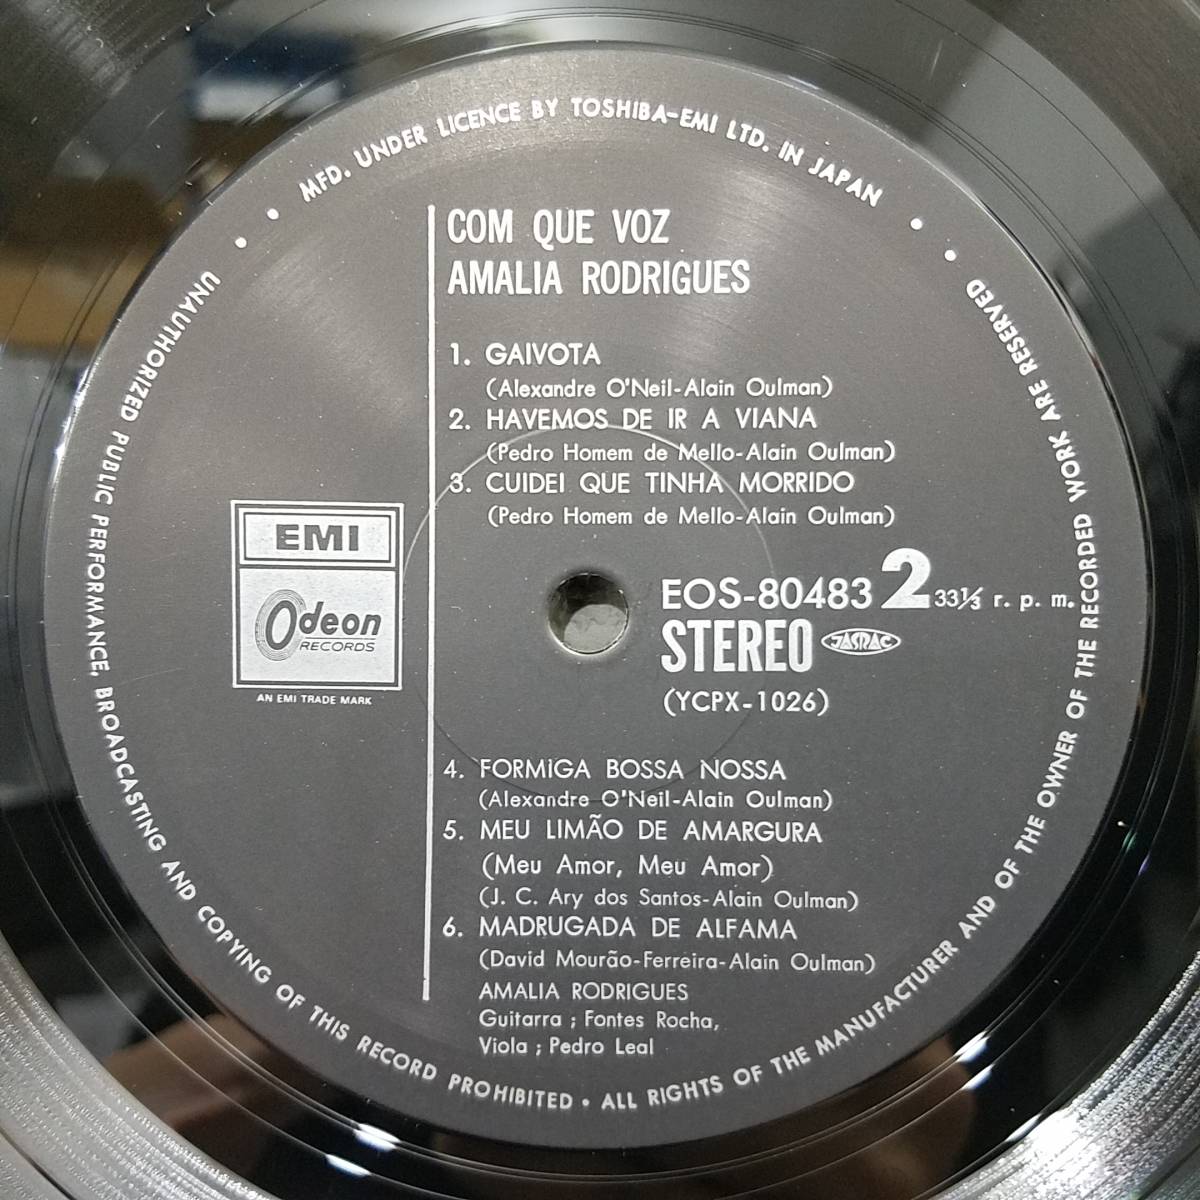 MFD. UNDER LICENCE BY TOSHIBA-EMI LTD. IN JAPAN
COM QUE VOZ
AMALIA RODRIGUES
1. GAIVOTA
(Alexandre O'Neil-Alain Oulman)
2. HAVEMOS DE IR A VIANA
(Pedro Homem de Mello-Alain Oulman)
3. CUIDEI QUE TINHA MORRIDO
(Pedro Homem de Mello-Alain Oulman)
EMI
Odeon
RECORDS
AN EMI TRADE MARK
EOS-80483 2 33⅓ r. p. m.
STEREO JASRAC
(YCPX-1026)
4. FORMIGA BOSSA NOSSA
(Alexandre O'Neil-Alain Oulman)
5. MEU LIMÃO DE AMARGURA
(Meu Amor, Meu Amor)
(J. C. Ary dos Santos-Alain Oulman)
6. MADRUGADA DE ALFAMA
(David Mourão-Ferreira-Alain Oulman)
AMALIA RODRIGUES
Guitarra ; Fontes Rocha,
Viola ; Pedro Leal
UNAUTHORIZED PUBLIC PERFORMANCE, BROADCASTING AND COPYING OF THIS RECORD PROHIBITED • ALL RIGHTS OF THE MANUFACTURER AND OF THE OWNER OF THE RECORDED WORK ARE RESERVED